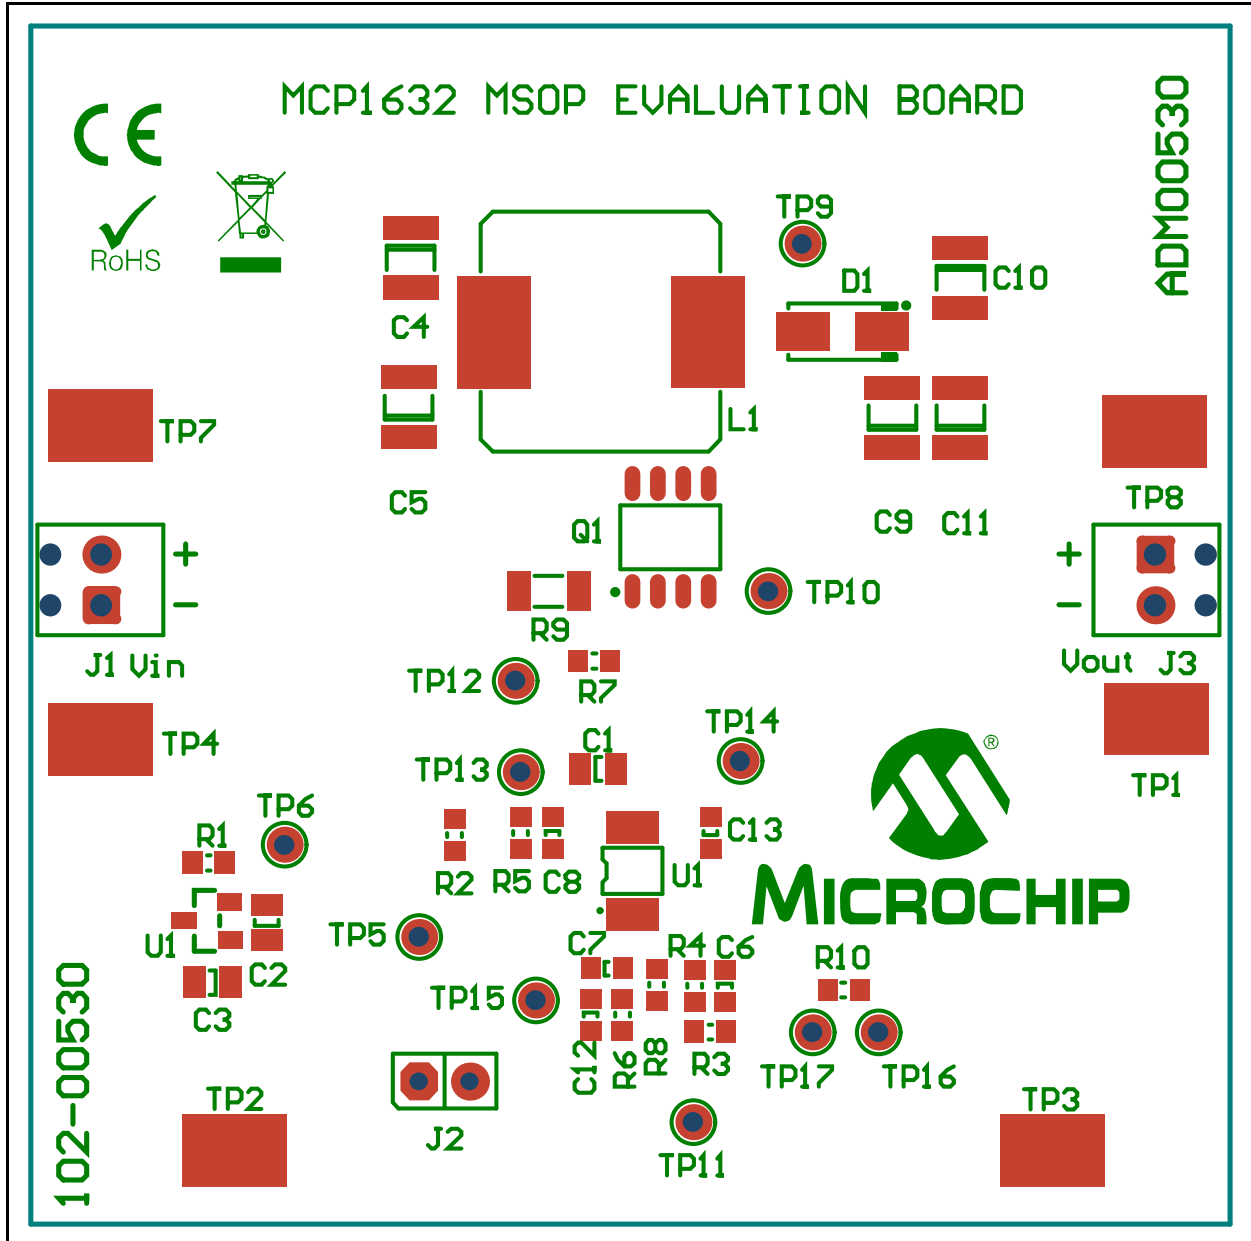 MCP1632 MSOP EVALUATION BOARD
ADM00530
CE
RoHS
TP9
D1
C10
C4
L1
TP7
TP8
C5
Q1
C9
C11
+
+
−
−
TP10
R9
J1 Vin
Vout J3
TP12
R7
TP14
TP4
C1
TP13
®
TP1
TP6
R1
C13
R2
R5
C8
U1
MICROCHIP
TP5
U1
C7
R4
C6
R10
C2
TP15
C3
C12
R6
R8
R3
TP17
TP16
102-00530
TP2
TP3
J2
TP11